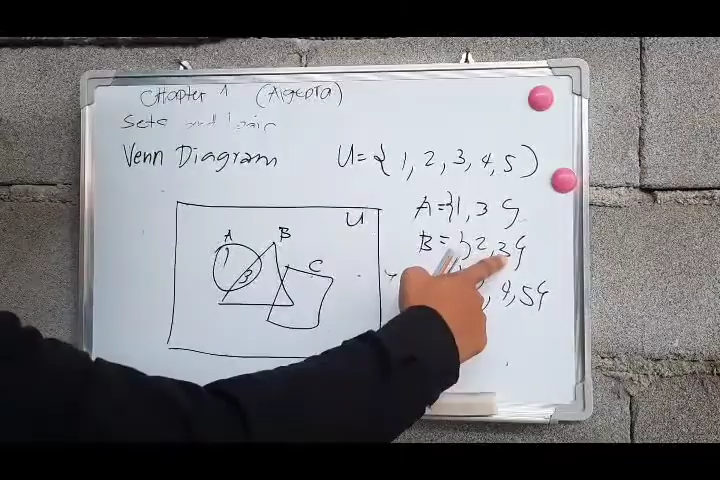 Chapter 1 (Algebra)
Sets and logic
Venn Diagram
U = { 1, 2, 3, 4, 5 }
A = { 1, 3 }
B = { 2, 3 }
, 4, 5 }
U
A
B
C
1
3